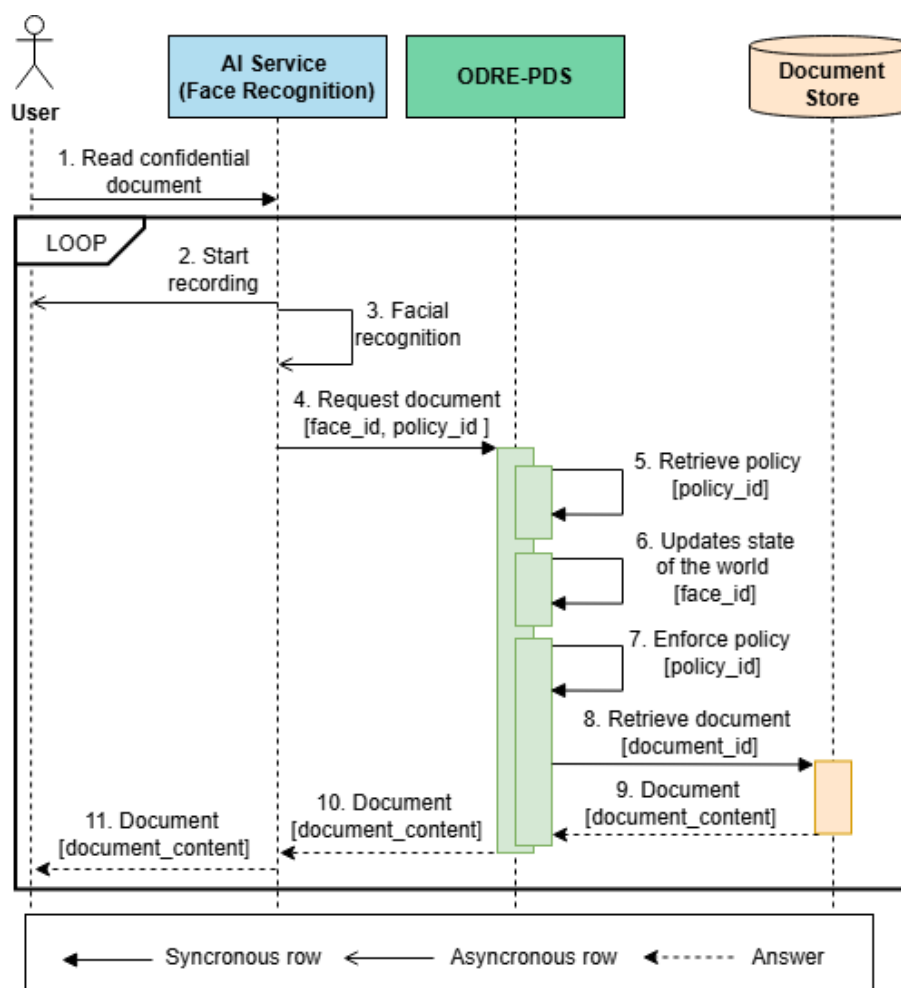 User
AI Service
(Face Recognition)
ODRE-PDS
Document
Store
1. Read confidential
document
LOOP
2. Start
recording
3. Facial
recognition
4. Request document
[face_id, policy_id ]
5. Retrieve policy
[policy_id]
6. Updates state
of the world
[face_id]
7. Enforce policy
[policy_id]
8. Retrieve document
[document_id]
9. Document
[document_content]
10. Document
[document_content]
11. Document
[document_content]
Syncronous row
Asyncronous row
Answer